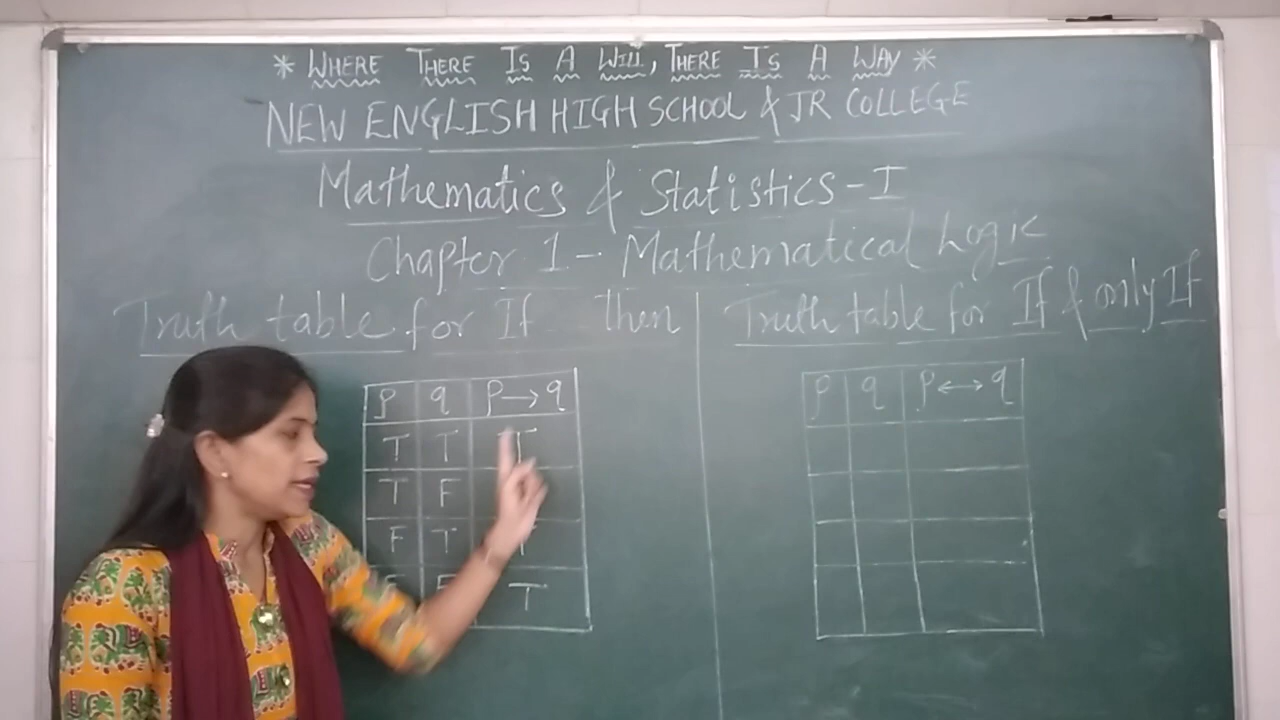 * WHERE THERE IS A WILL, THERE IS A WAY *
NEW ENGLISH HIGH SCHOOL & JR COLLEGE
Mathematics & Statistics - I
Chapter 1 - Mathematical Logic
Truth table for If .. then
p q p → q
T T T
T F
F T
F T
Truth table for If & only If
p q p ↔ q